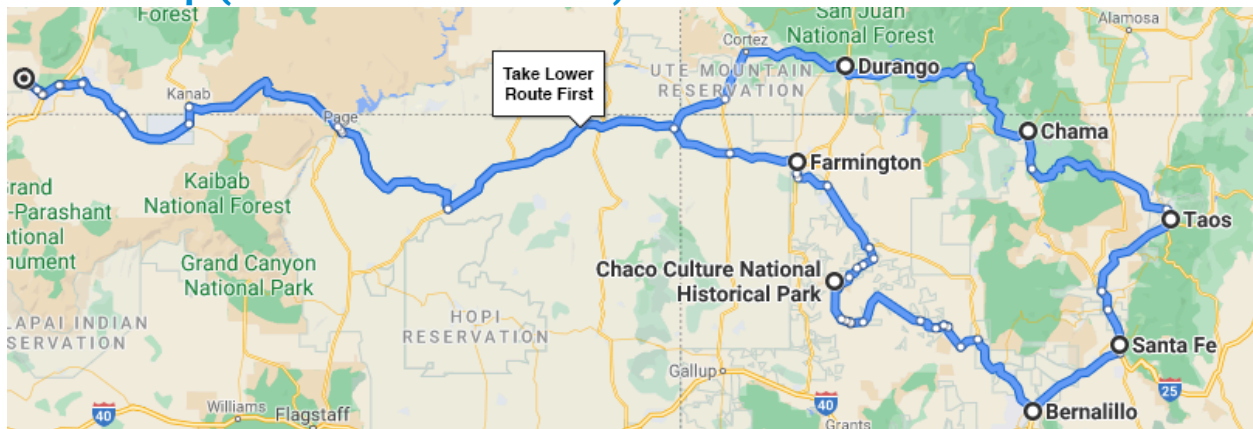 Forest
San Juan
National Forest
Alamosa
Cortez
Take Lower
Route First
UTE MOUNTAIN
RESERVATION
Durango
Kanab
Page
Chama
Farmington
Grand
-Parashant
ational
nument
Kaibab
National Forest
Taos
Grand Canyon
National Park
Chaco Culture National
Historical Park
LAPAI INDIAN
SERVATION
HOPI
RESERVATION
Santa Fe
Gallup
25
40
Williams
Flagstaff
40
Grants
Bernalillo